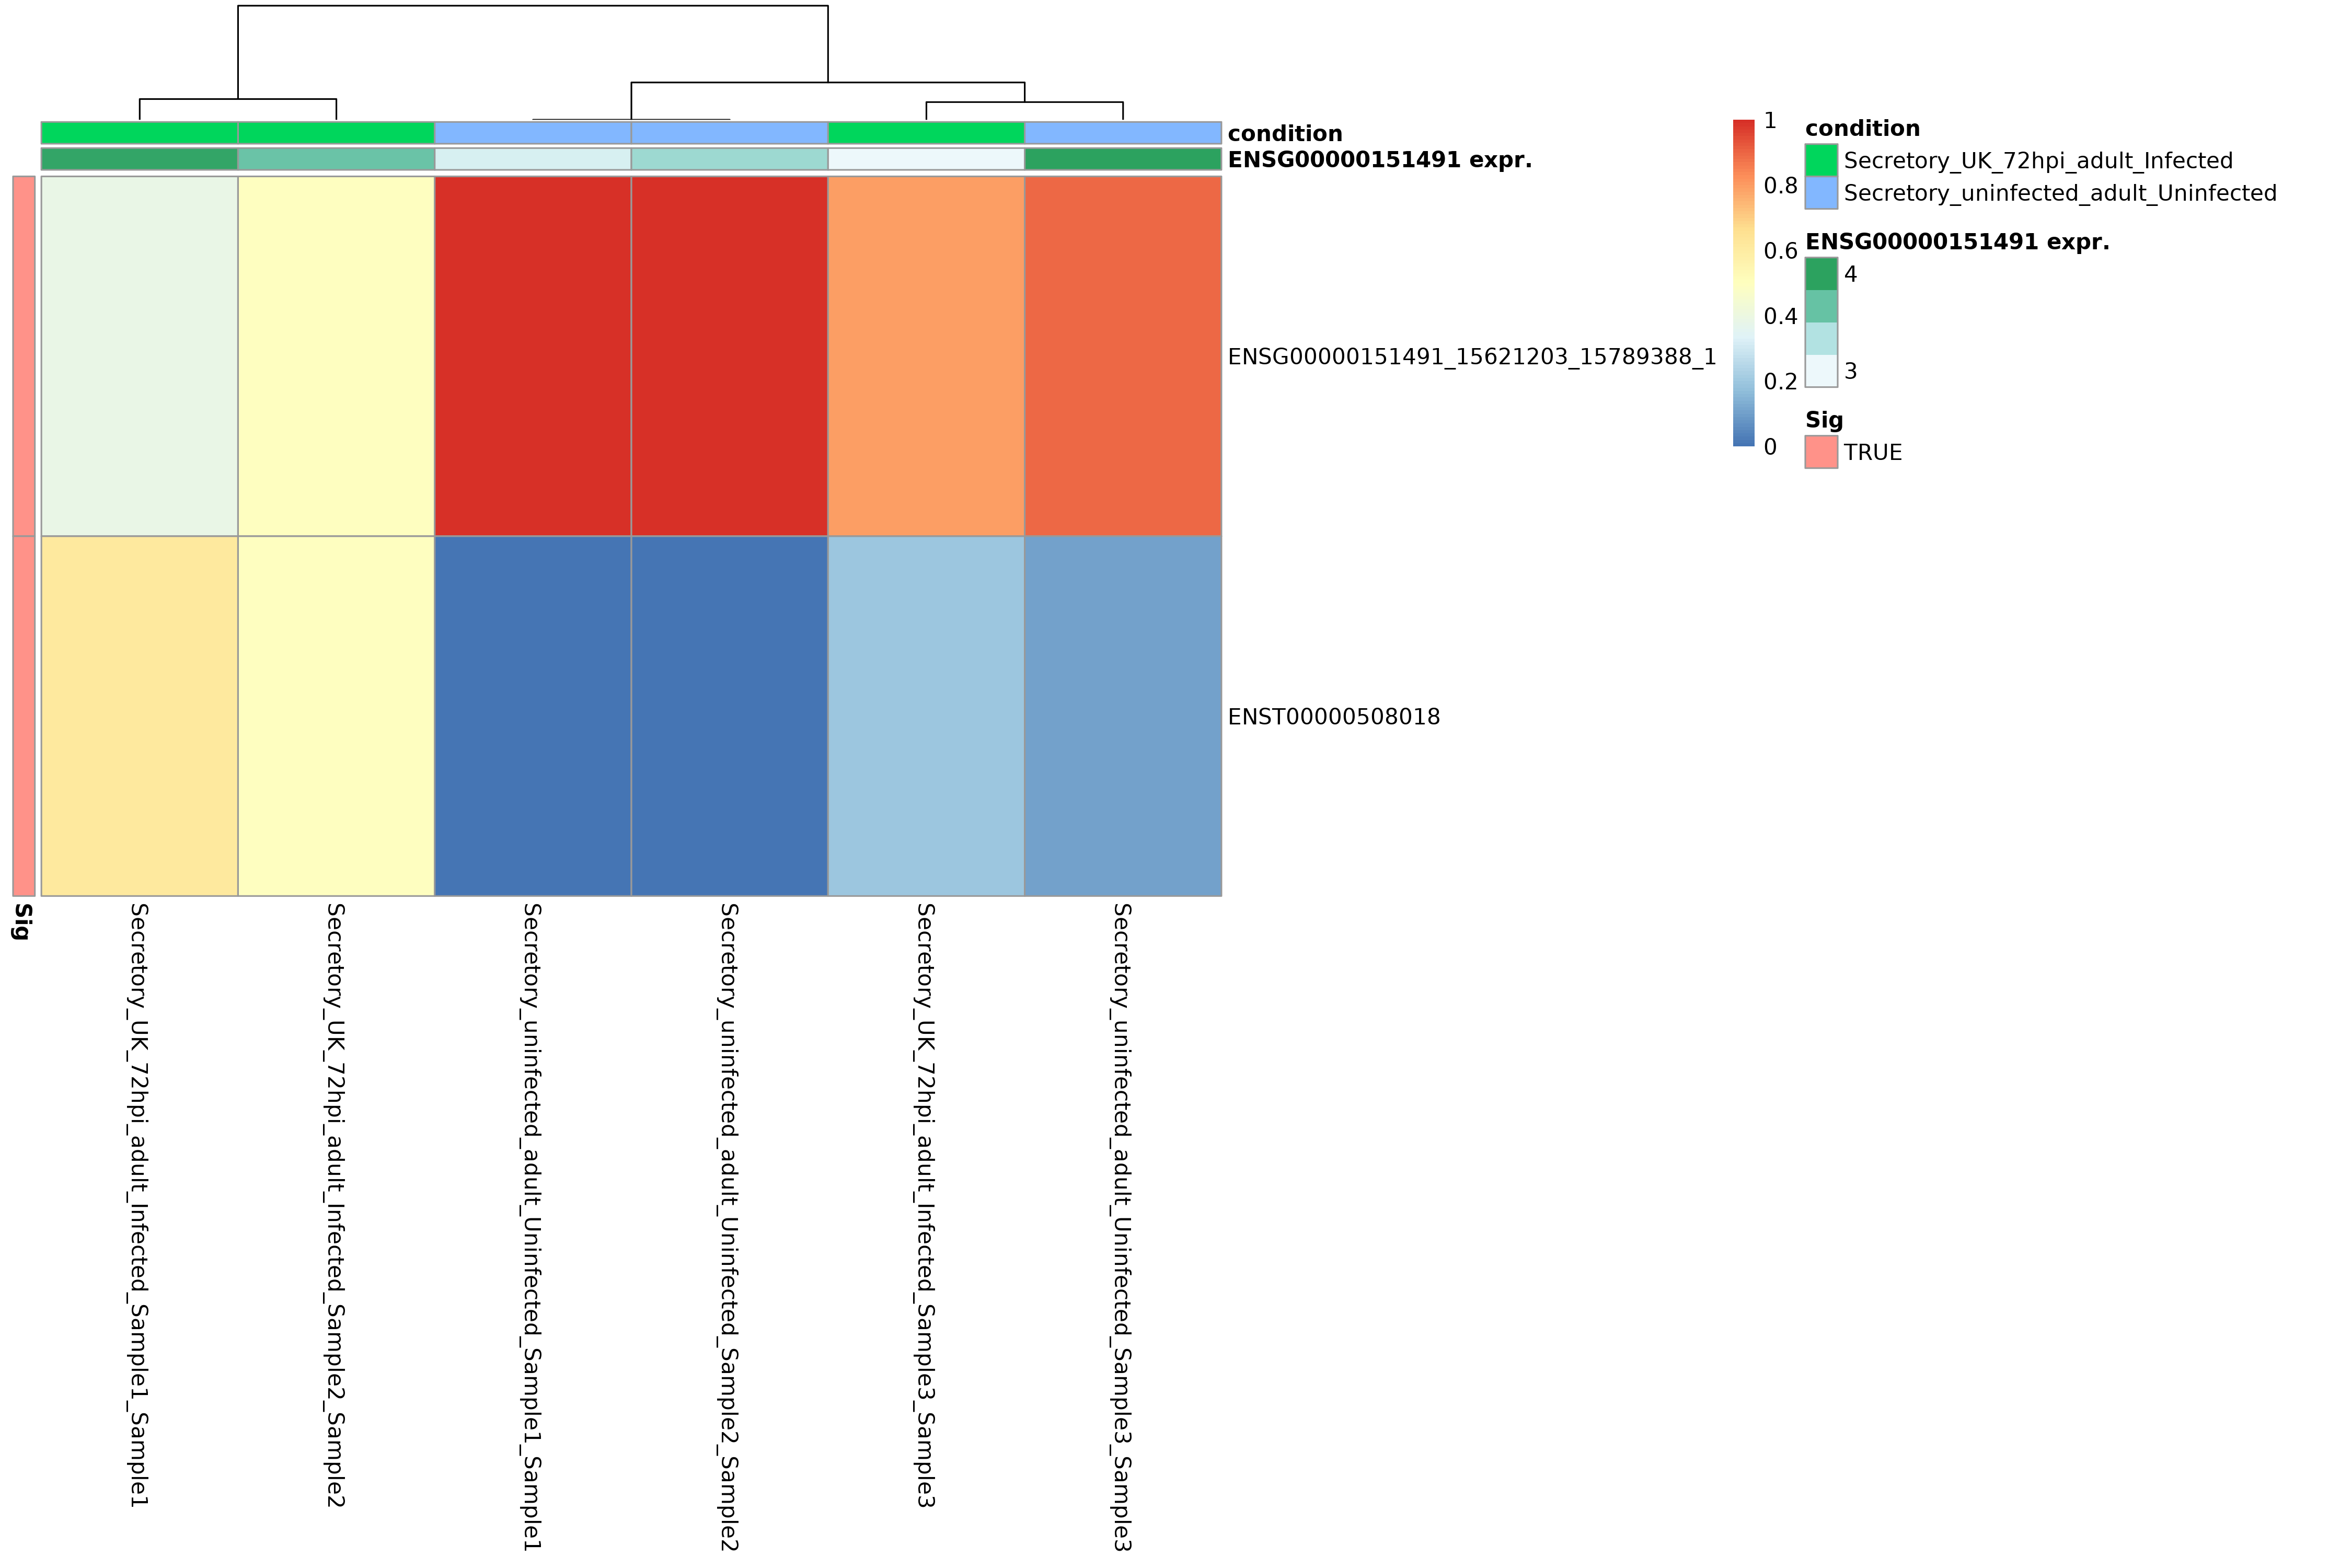 condition
ENSG00000151491 expr.
ENSG00000151491_15621203_15789388_1
ENST00000508018
Sig
Secretory_UK_72hpi_adult_Infected_Sample1_Sample1
Secretory_UK_72hpi_adult_Infected_Sample2_Sample2
Secretory_uninfected_adult_Uninfected_Sample1_Sample1
Secretory_uninfected_adult_Uninfected_Sample2_Sample2
Secretory_UK_72hpi_adult_Infected_Sample3_Sample3
Secretory_uninfected_adult_Uninfected_Sample3_Sample3
1
0.8
0.6
0.4
0.2
0
condition
Secretory_UK_72hpi_adult_Infected
Secretory_uninfected_adult_Uninfected
ENSG00000151491 expr.
4
3
Sig
TRUE